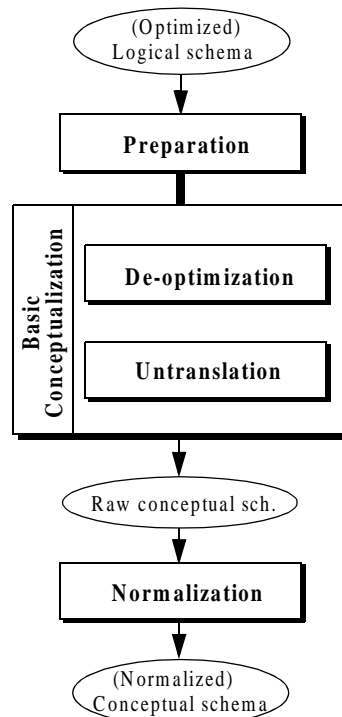 (Optimized)
Logical schema
Preparation
Basic
Conceptualization
De-optimization
Untranslation
Raw conceptual sch.
Normalization
(Normalized)
Conceptual schema